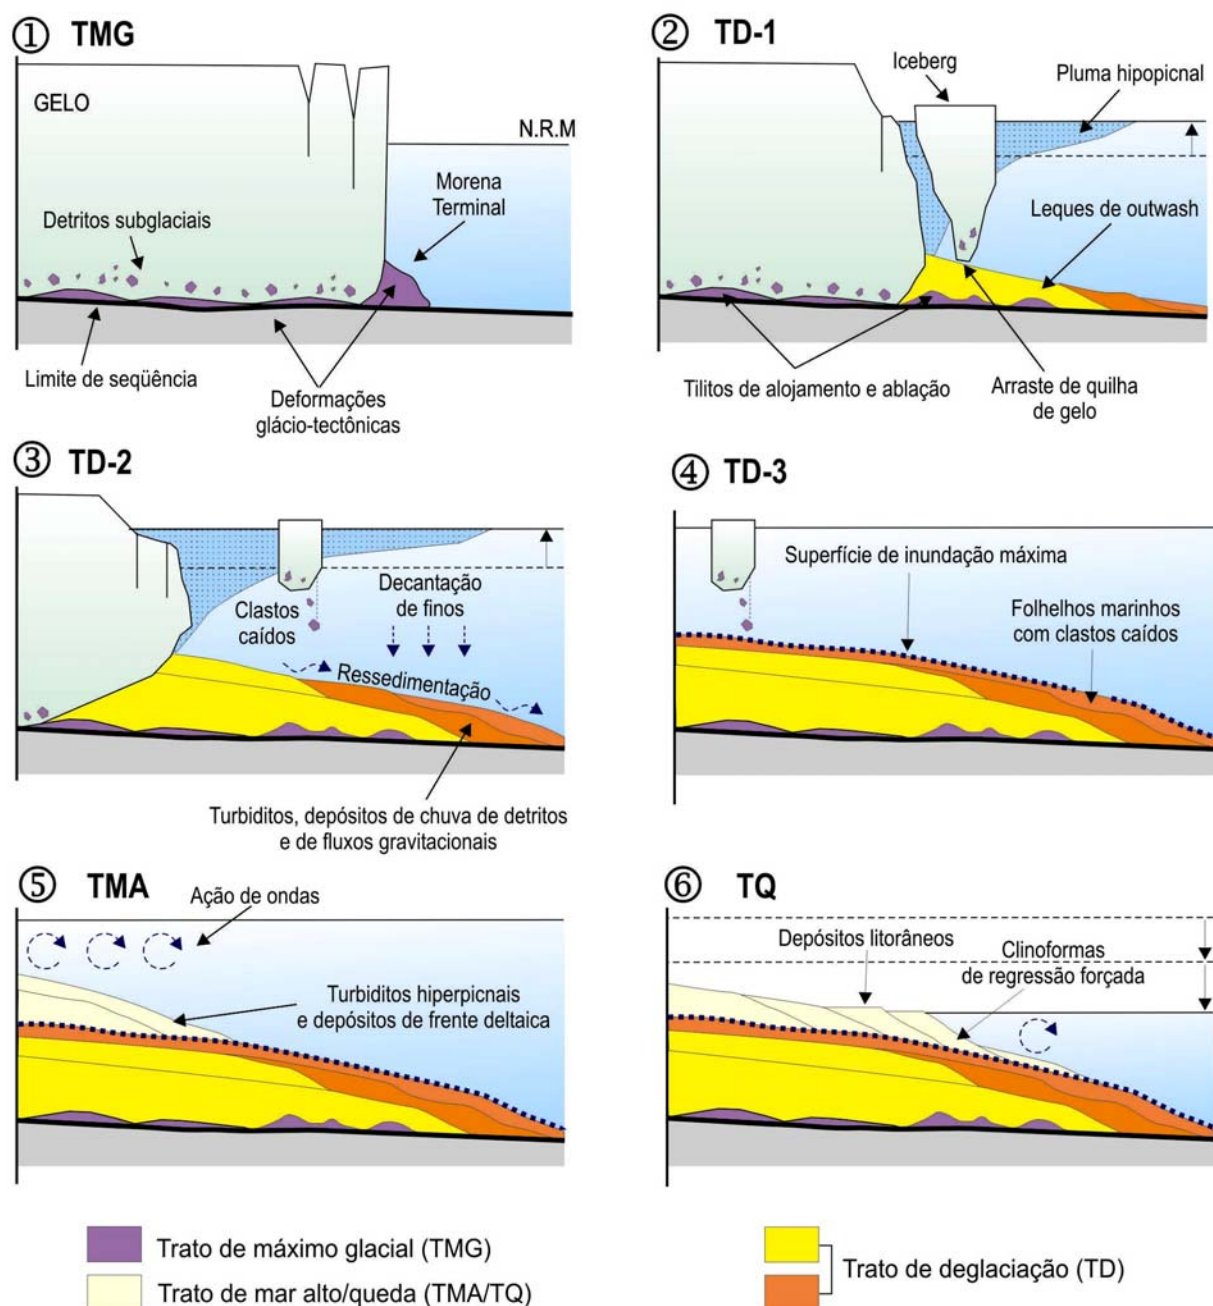 ① TMG
GELO
N.R.M
Morena
Terminal
Detritos subglaciais
Limite de seqüência
Deformações
glácio-tectônicas
② TD-1
Iceberg
Pluma hipopicnal
Leques de outwash
Tilitos de alojamento e ablação
Arraste de quilha
de gelo
③ TD-2
Clastos
caídos
Decantação
de finos
Ressedimentação
Turbiditos, depósitos de chuva de detritos
e de fluxos gravitacionais
④ TD-3
Superfície de inundação máxima
Folhelhos marinhos
com clastos caídos
⑤ TMA
Ação de ondas
Turbiditos hiperpicnais
e depósitos de frente deltaica
⑥ TQ
Depósitos litorâneos
Clinoformas
de regressão forçada
Trato de máximo glacial (TMG)
Trato de mar alto/queda (TMA/TQ)
Trato de deglaciação (TD)